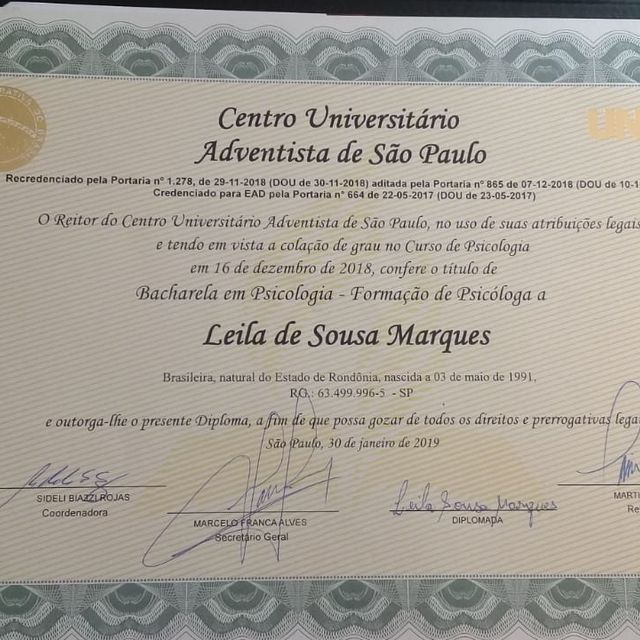 UN
Centro Universitário
Adventista de São Paulo
Recredenciado pela Portaria nº 1.278, de 29-11-2018 (DOU de 30-11-2018) aditada pela Portaria nº 865 de 07-12-2018 (DOU de 10-1
Credenciado para EAD pela Portaria nº 664 de 22-05-2017 (DOU de 23-05-2017)
O Reitor do Centro Universitário Adventista de São Paulo, no uso de suas atribuições legais
e tendo em vista a colação de grau no Curso de Psicologia
em 16 de dezembro de 2018, confere o título de
Bacharela em Psicologia - Formação de Psicóloga a
Leila de Sousa Marques
Brasileira, natural do Estado de Rondônia, nascida a 03 de maio de 1991,
RG.: 63.499.996-5 - SP
e outorga-lhe o presente Diploma, a fim de que possa gozar de todos os direitos e prerrogativas lega
São Paulo, 30 de janeiro de 2019
SIDELI BIAZZI ROJAS
Coordenadora
MARCELO FRANCA ALVES
Secretário Geral
Leila Sousa Marques
DIPLOMADA
MARTI
Re